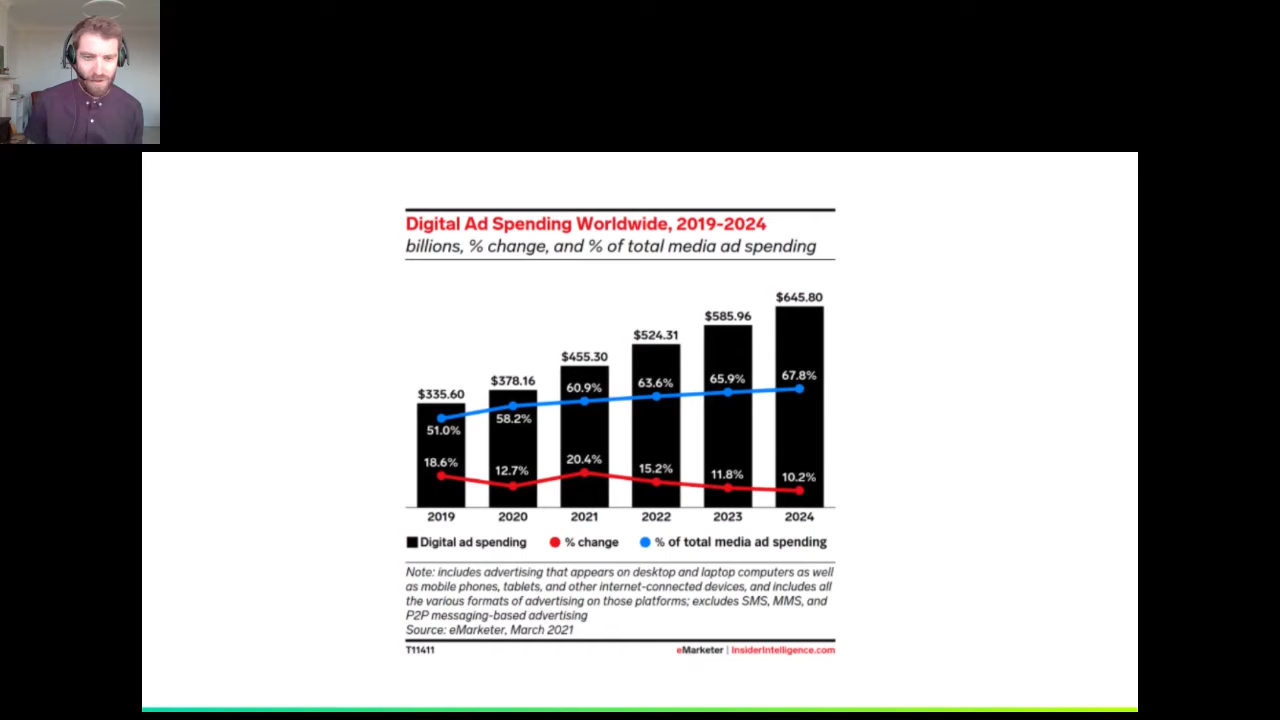 Digital Ad Spending Worldwide, 2019-2024
billions, % change, and % of total media ad spending
$335.60
$378.16
$455.30
$524.31
$585.96
$645.80
51.0%
58.2%
60.9%
63.6%
65.9%
67.8%
18.6%
12.7%
20.4%
15.2%
11.8%
10.2%
2019 2020 2021 2022 2023 2024
Digital ad spending % change % of total media ad spending
Note: includes advertising that appears on desktop and laptop computers as well
as mobile phones, tablets, and other internet-connected devices, and includes all
the various formats of advertising on those platforms; excludes SMS, MMS, and
P2P messaging-based advertising
Source: eMarketer, March 2021
T11411 eMarketer | InsiderIntelligence.com